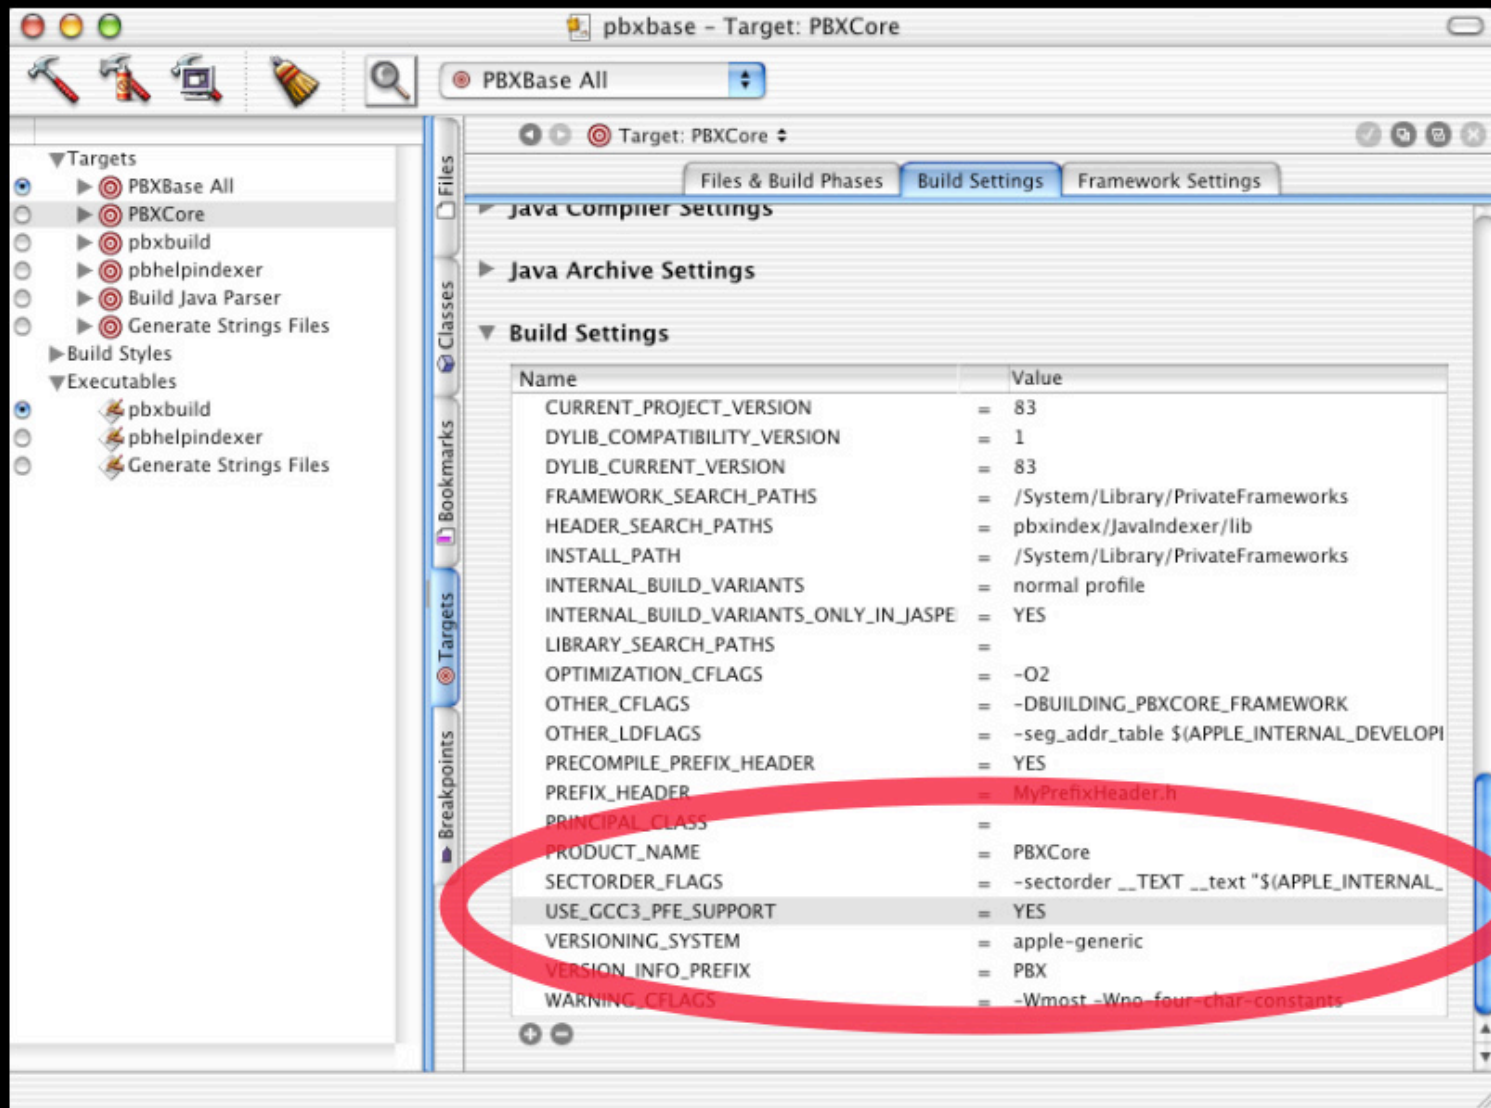 pbxbase – Target: PBXCore
PBXBase All
Targets
PBXBase All
PBXCore
pbxbuild
pbhelpindexer
Build Java Parser
Generate Strings Files
Build Styles
Executables
pbxbuild
pbhelpindexer
Generate Strings Files
Files
Classes
Bookmarks
Targets
Breakpoints
Target: PBXCore
Files & Build Phases Build Settings Framework Settings
Java Compiler Settings
Java Archive Settings
Build Settings
Name Value
CURRENT_PROJECT_VERSION = 83
DYLIB_COMPATIBILITY_VERSION = 1
DYLIB_CURRENT_VERSION = 83
FRAMEWORK_SEARCH_PATHS = /System/Library/PrivateFrameworks
HEADER_SEARCH_PATHS = pbxindex/JavaIndexer/lib
INSTALL_PATH = /System/Library/PrivateFrameworks
INTERNAL_BUILD_VARIANTS = normal profile
INTERNAL_BUILD_VARIANTS_ONLY_IN_JASPE = YES
LIBRARY_SEARCH_PATHS =
OPTIMIZATION_CFLAGS = -O2
OTHER_CFLAGS = -DBUILDING_PBXCORE_FRAMEWORK
OTHER_LDFLAGS = -seg_addr_table $(APPLE_INTERNAL_DEVELOPI
PRECOMPILE_PREFIX_HEADER = YES
PREFIX_HEADER = MyPrefixHeader.h
PRINCIPAL_CLASS =
PRODUCT_NAME = PBXCore
SECTORDER_FLAGS = -sectorder __TEXT __text "$(APPLE_INTERNAL_
USE_GCC3_PFE_SUPPORT = YES
VERSIONING_SYSTEM = apple-generic
VERSION_INFO_PREFIX = PBX
WARNING_CFLAGS = -Wmost -Wno-four-char-constants